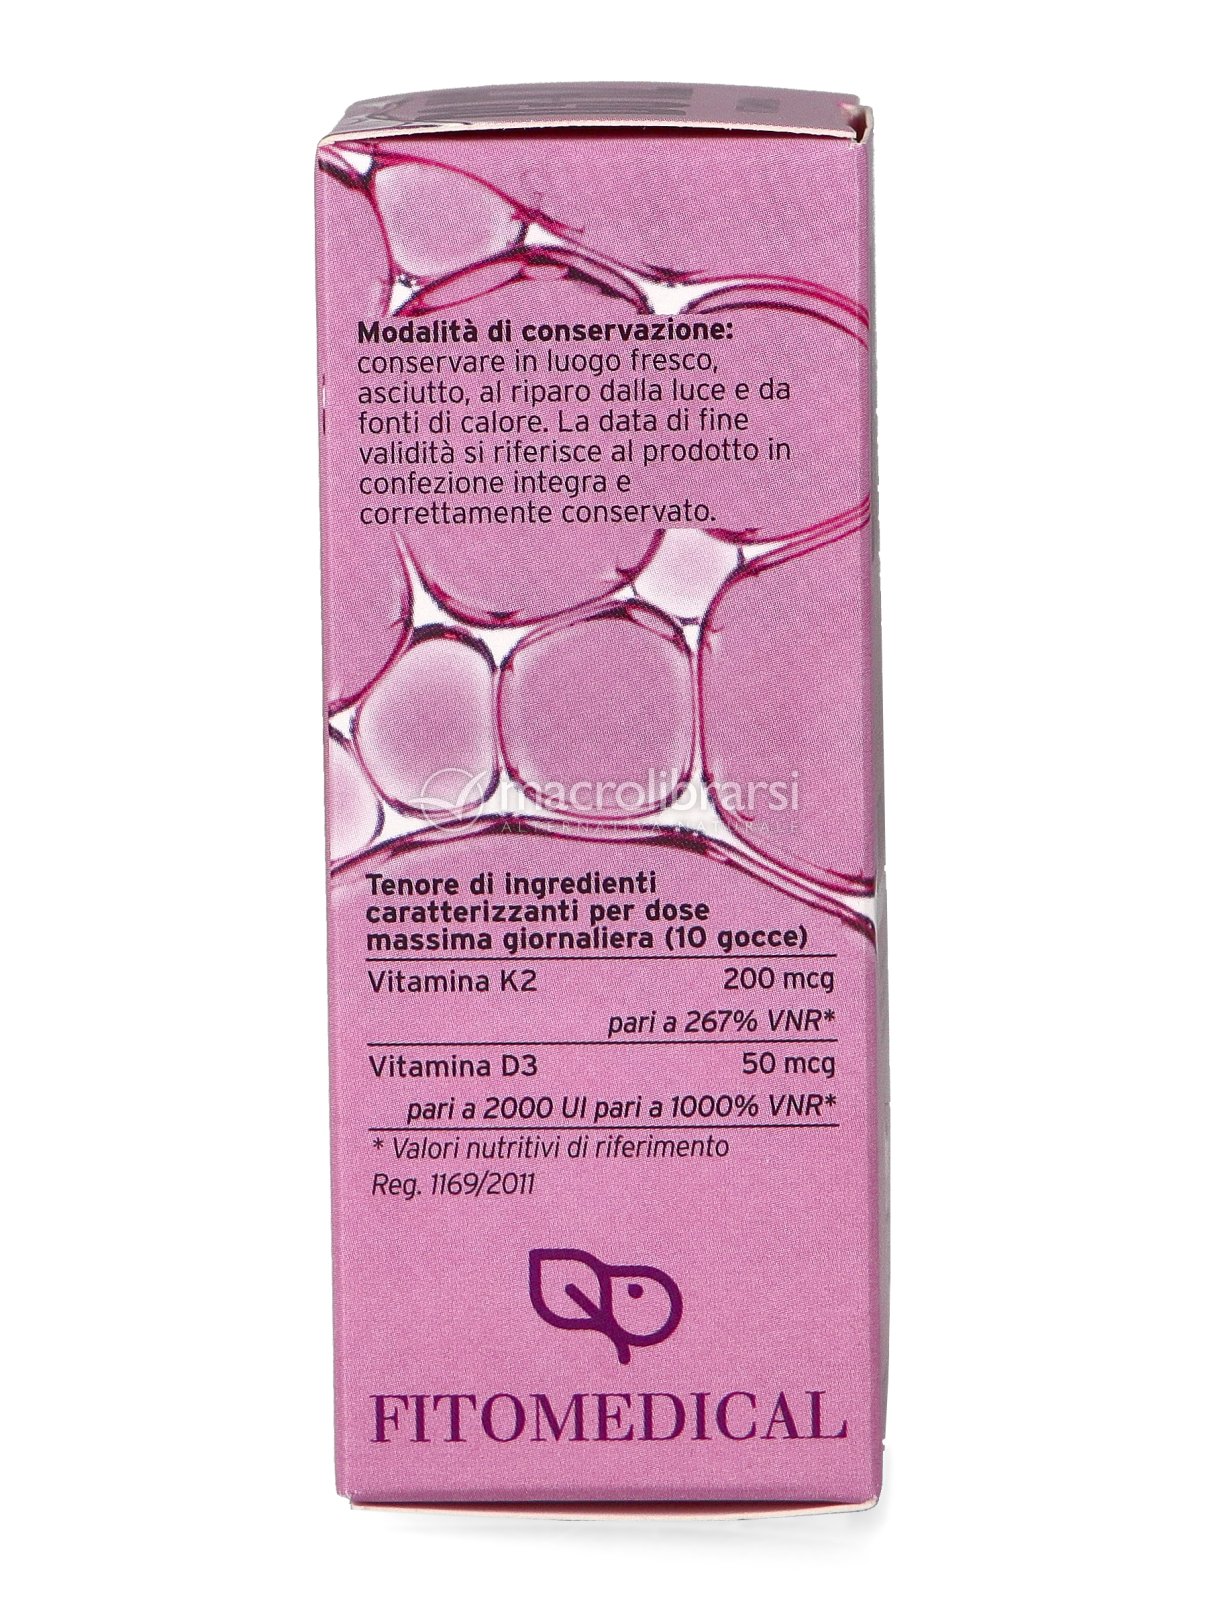 Modalità di conservazione:
conservare in luogo fresco,
asciutto, al riparo dalla luce e da
fonti di calore. La data di fine
validità si riferisce al prodotto in
confezione integra e
correttamente conservato.
macrolibrarsi
ALTERNATIVA NATURALE
Tenore di ingredienti
caratterizzanti per dose
massima giornaliera (10 gocce)
Vitamina K2 200 mcg
pari a 267% VNR*
Vitamina D3 50 mcg
pari a 2000 UI pari a 1000% VNR*
* Valori nutritivi di riferimento
Reg. 1169/2011
FITOMEDICAL